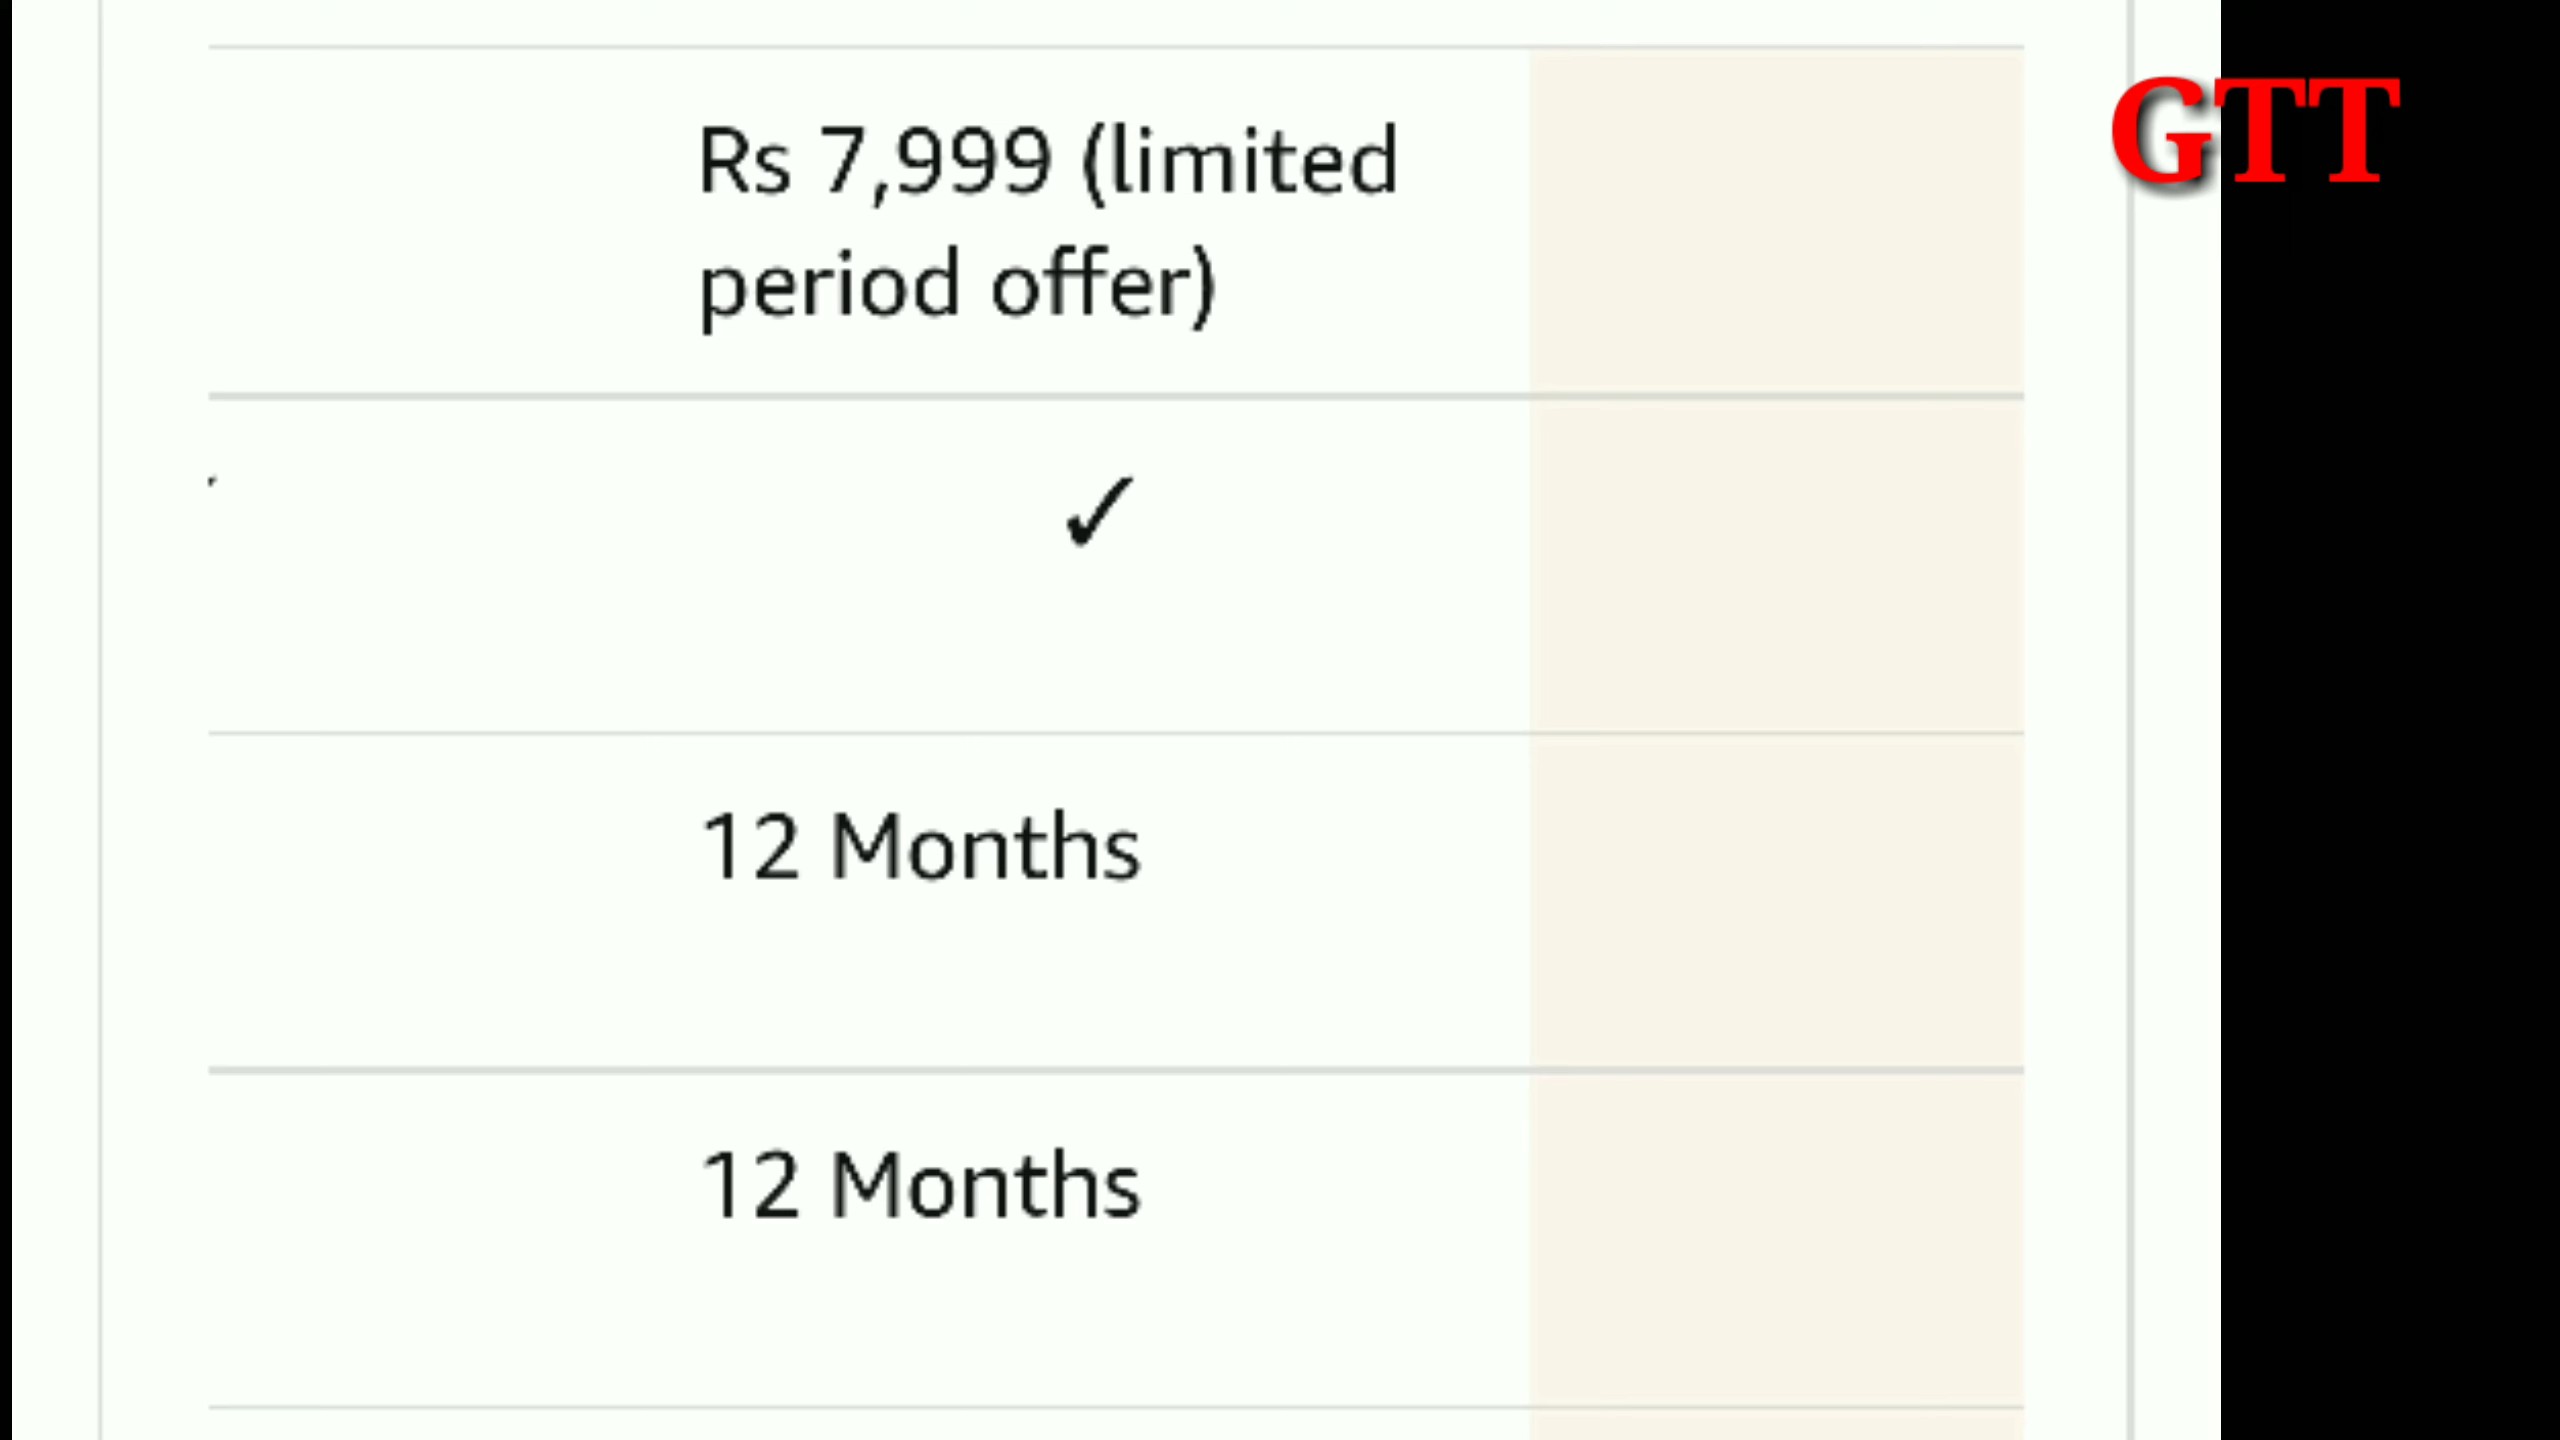 GTT
Rs 7,999 (limited
period offer)
✓
12 Months
12 Months